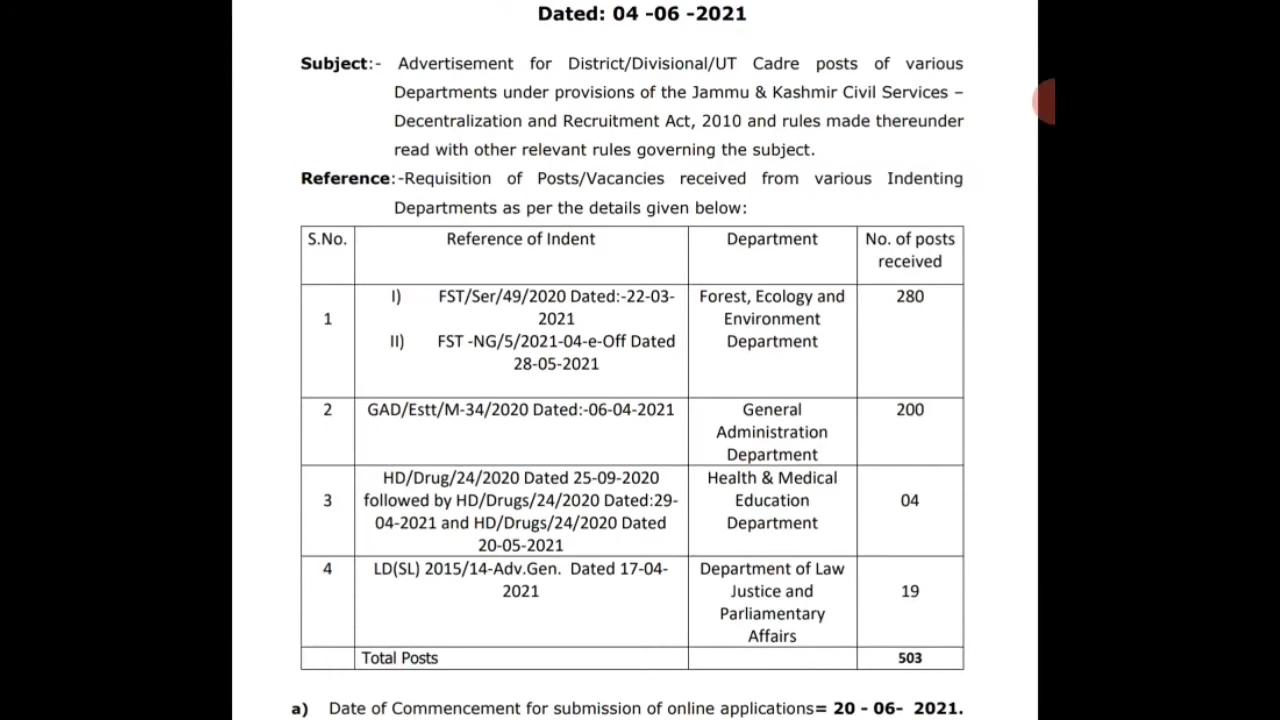 Dated: 04 -06 -2021
Subject:- Advertisement for District/Divisional/UT Cadre posts of various
Departments under provisions of the Jammu & Kashmir Civil Services –
Decentralization and Recruitment Act, 2010 and rules made thereunder
read with other relevant rules governing the subject.
Reference:-Requisition of Posts/Vacancies received from various Indenting
Departments as per the details given below:
S.No. Reference of Indent Department No. of posts
received
1
I) FST/Ser/49/2020 Dated:-22-03-
2021
II) FST -NG/5/2021-04-e-Off Dated
28-05-2021
Forest, Ecology and
Environment
Department
280
2 GAD/Estt/M-34/2020 Dated:-06-04-2021
General
Administration
Department
200
3
HD/Drug/24/2020 Dated 25-09-2020
followed by HD/Drugs/24/2020 Dated:29-
04-2021 and HD/Drugs/24/2020 Dated
20-05-2021
Health & Medical
Education
Department
04
4
LD(SL) 2015/14-Adv.Gen. Dated 17-04-
2021
Department of Law
Justice and
Parliamentary
Affairs
19
Total Posts 503
a) Date of Commencement for submission of online applications= 20 - 06- 2021.